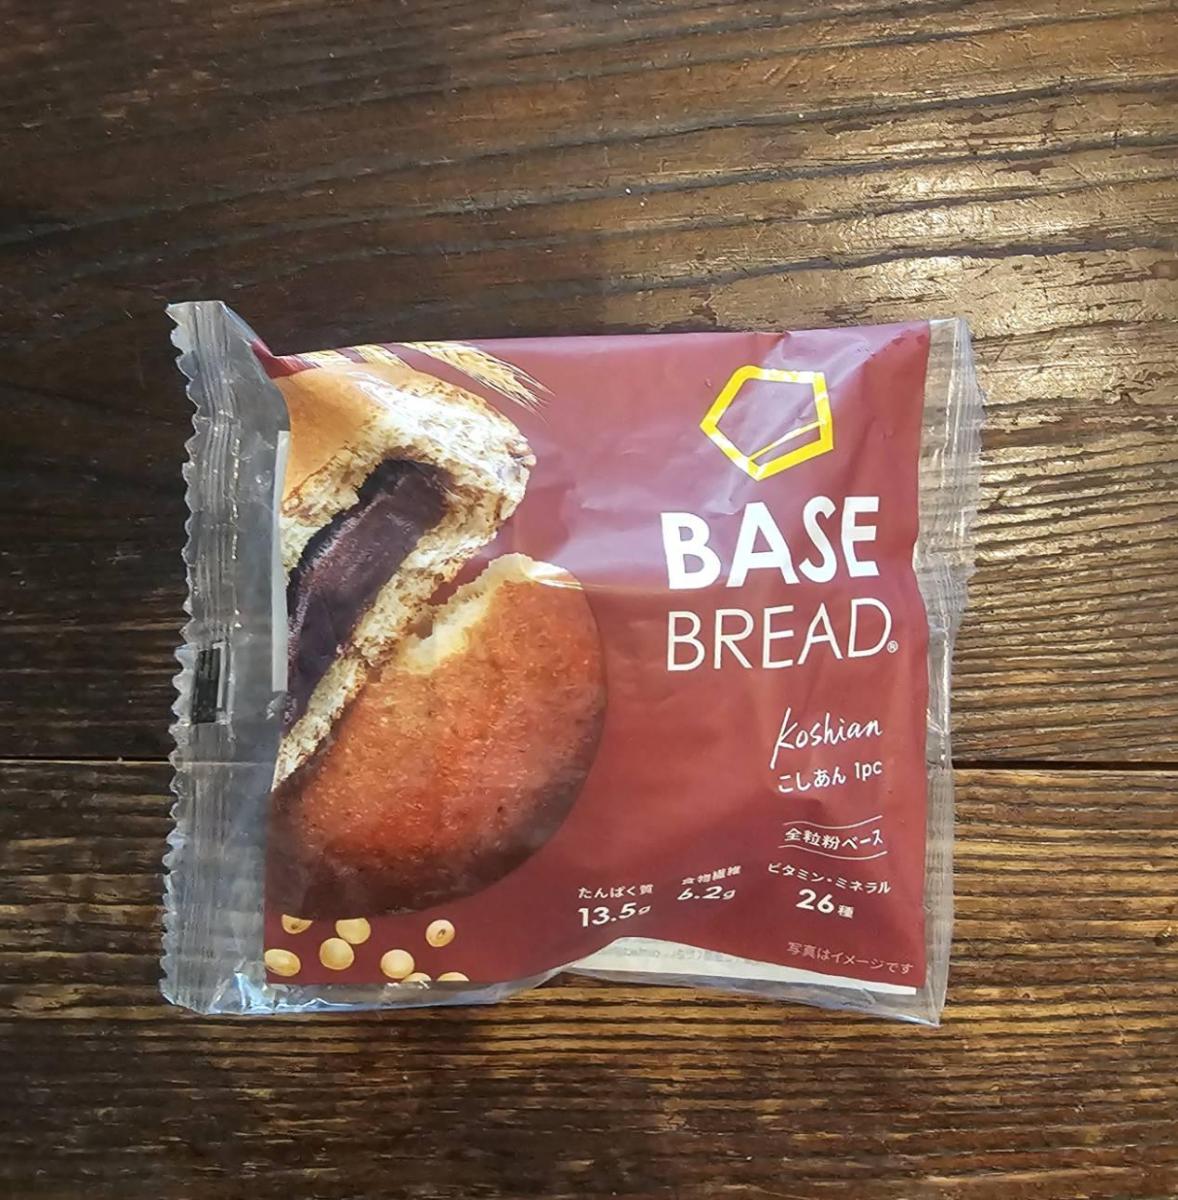 BASE
BREAD®
Koshian
こしあん 1pc
全粒粉ベース
たんぱく質
13.5g
食物繊維
6.2g
ビタミン・ミネラル
26種
写真はイメージです